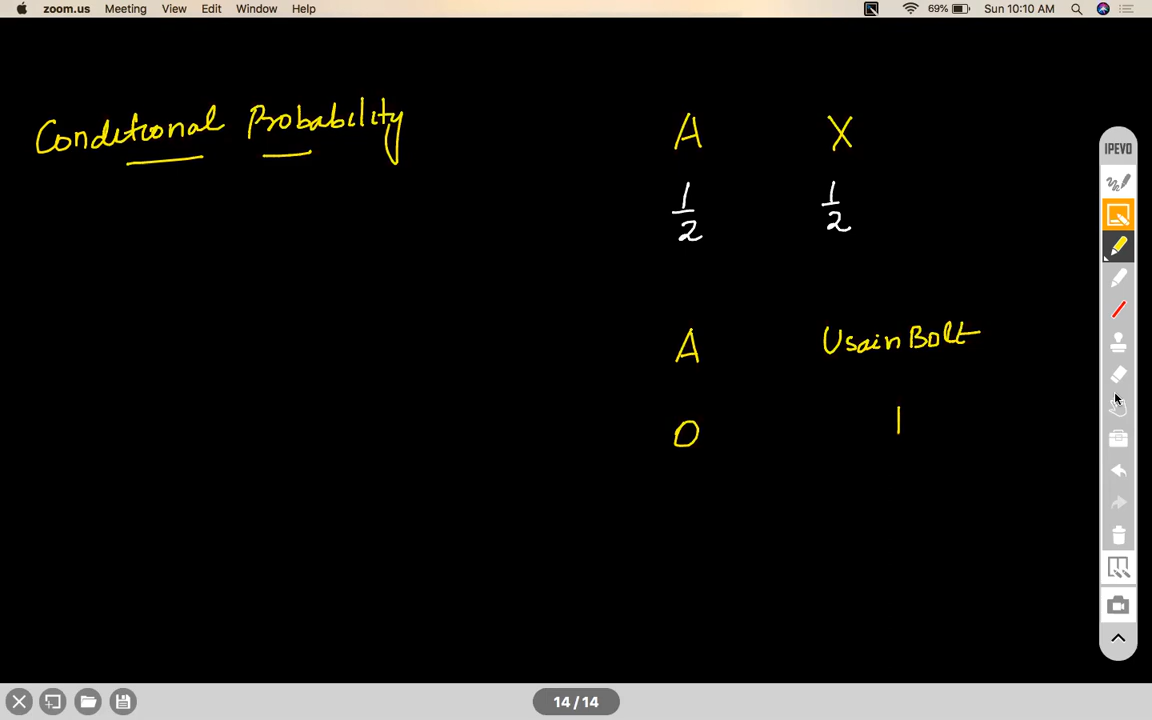 zoom.us Meeting View Edit Window Help 69% Sun 10:10 AM
Conditional Probability
A X
1/2 1/2
A Usain Bolt
0 1
IPEVO
14/14